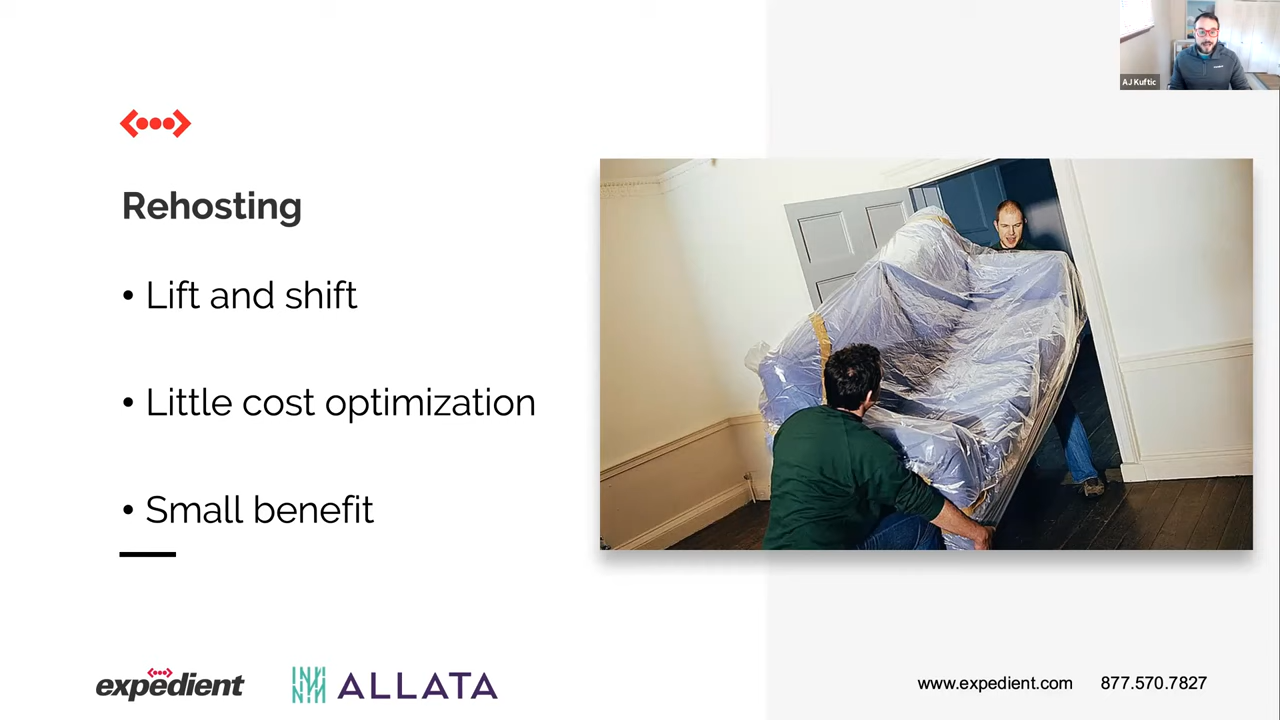 AJ Kuftic
Rehosting
• Lift and shift
• Little cost optimization
• Small benefit
expedient
ALLATA
www.expedient.com 877.570.7827